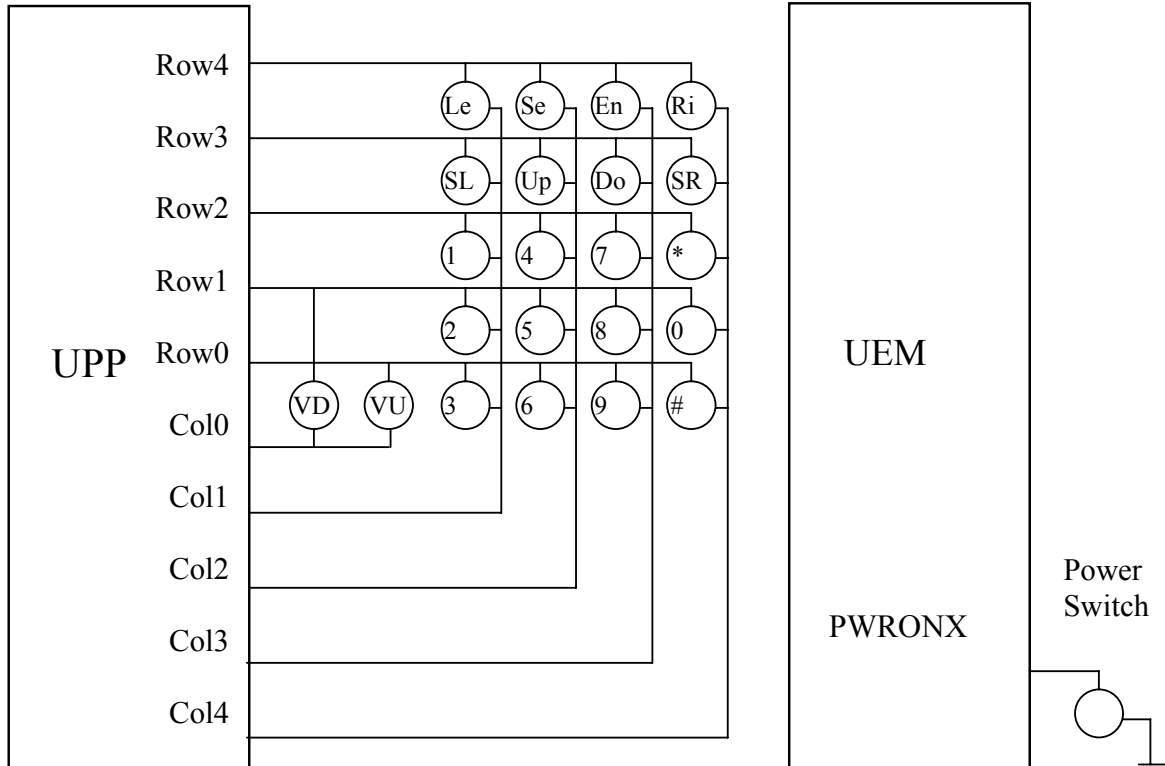 Row4
Le Se En Ri
Row3
SL Up Do SR
Row2
1 4 7 *
Row1
2 5 8 0
UPP
Row0
UEM
VD VU 3 6 9 #
Col0
Col1
Col2
Power
Switch
Col3
PWRONX
Col4